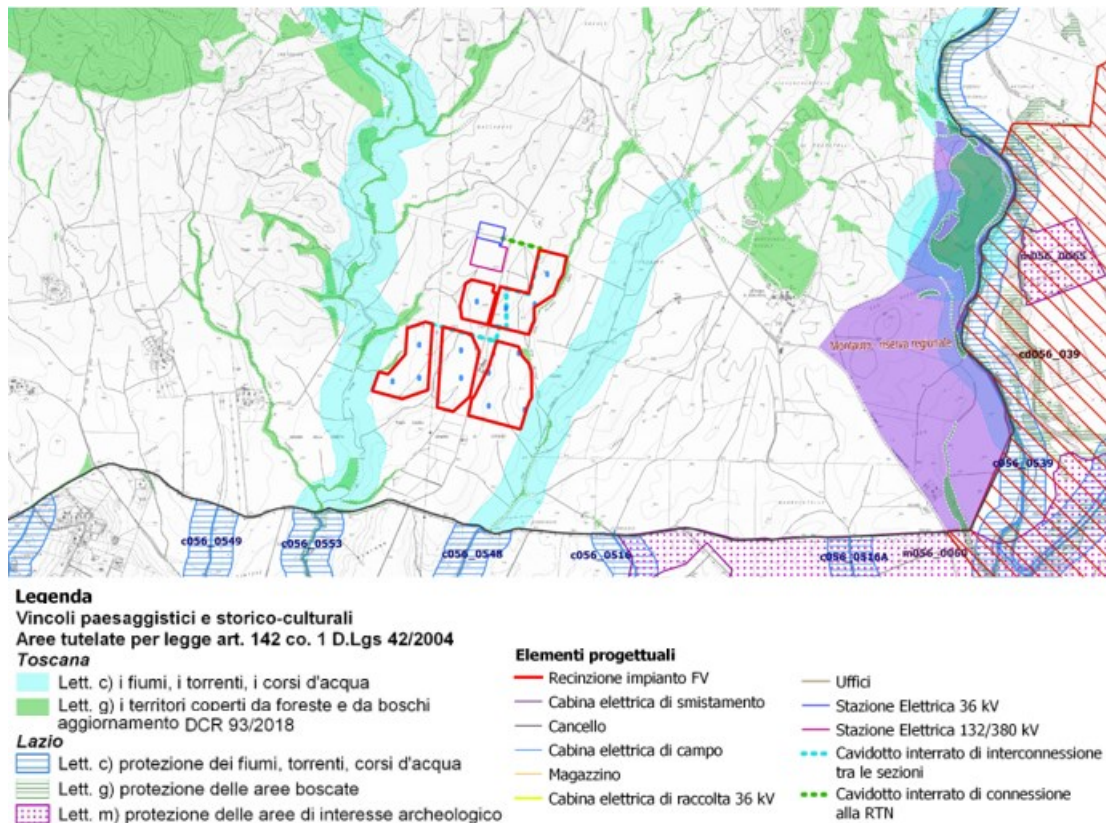 m056_0065
Montauto, riserva regionale
cd056_039
c056_0539
c056_0549
c056_0553
c056_0548
c056_0516
c056_0516A
m056_0060
Legenda
Vincoli paesaggistici e storico-culturali
Aree tutelate per legge art. 142 co. 1 D.Lgs 42/2004
Toscana
Lett. c) i fiumi, i torrenti, i corsi d'acqua
Lett. g) i territori coperti da foreste e da boschi
aggiornamento DCR 93/2018
Lazio
Lett. c) protezione dei fiumi, torrenti, corsi d'acqua
Lett. g) protezione delle aree boscate
Lett. m) protezione delle aree di interesse archeologico
Elementi progettuali
Recinzione impianto FV
Cabina elettrica di smistamento
Cancello
Cabina elettrica di campo
Magazzino
Cabina elettrica di raccolta 36 kV
Uffici
Stazione Elettrica 36 kV
Stazione Elettrica 132/380 kV
Cavidotto interrato di interconnessione
tra le sezioni
Cavidotto interrato di connessione
alla RTN